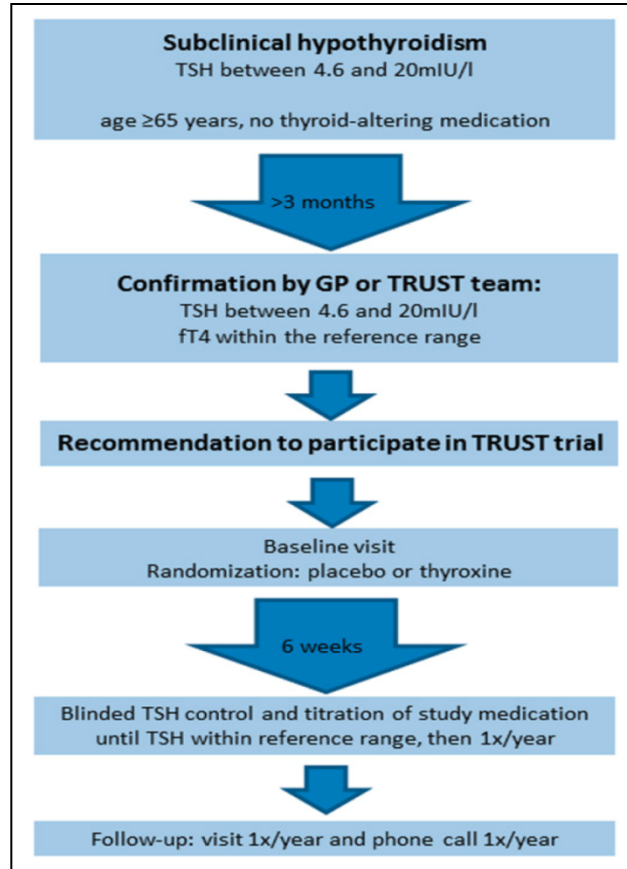 Subclinical hypothyroidism
TSH between 4.6 and 20mIU/l
age ≥65 years, no thyroid-altering medication
>3 months
Confirmation by GP or TRUST team:
TSH between 4.6 and 20mIU/l
fT4 within the reference range
Recommendation to participate in TRUST trial
Baseline visit
Randomization: placebo or thyroxine
6 weeks
Blinded TSH control and titration of study medication
until TSH within reference range, then 1x/year
Follow-up: visit 1x/year and phone call 1x/year